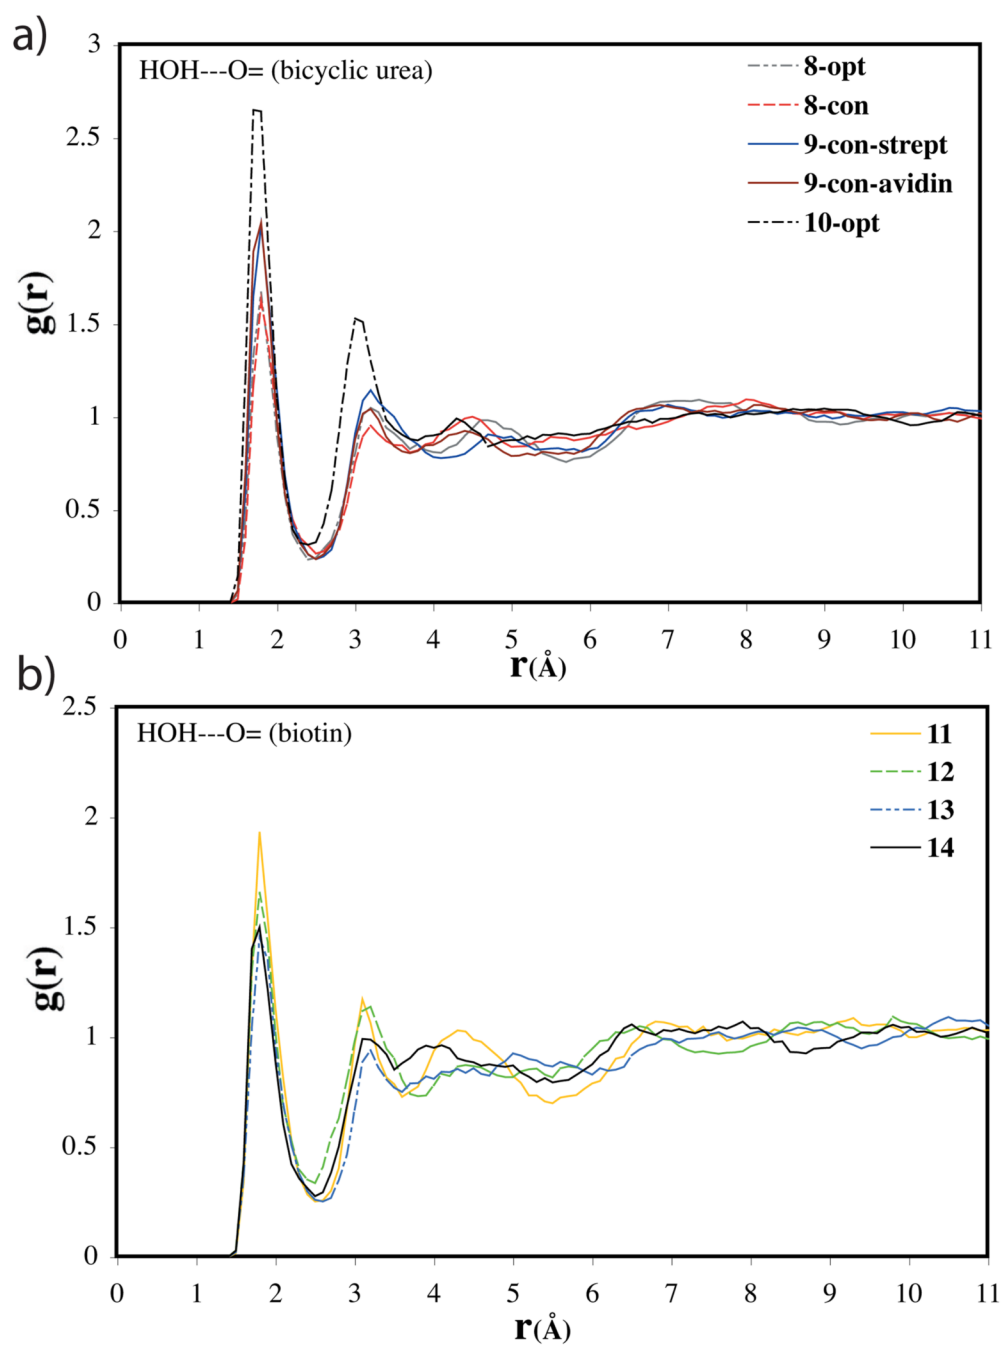 a)
HOH---O= (bicyclic urea)
8-opt
8-con
9-con-strept
9-con-avidin
10-opt
3
2.5
2
1.5
1
0.5
0
g(r)
0 1 2 3 4 5 6 7 8 9 10 11
r(Å)
b)
HOH---O= (biotin)
11
12
13
14
2.5
2
1.5
1
0.5
0
g(r)
0 1 2 3 4 5 6 7 8 9 10 11
r(Å)